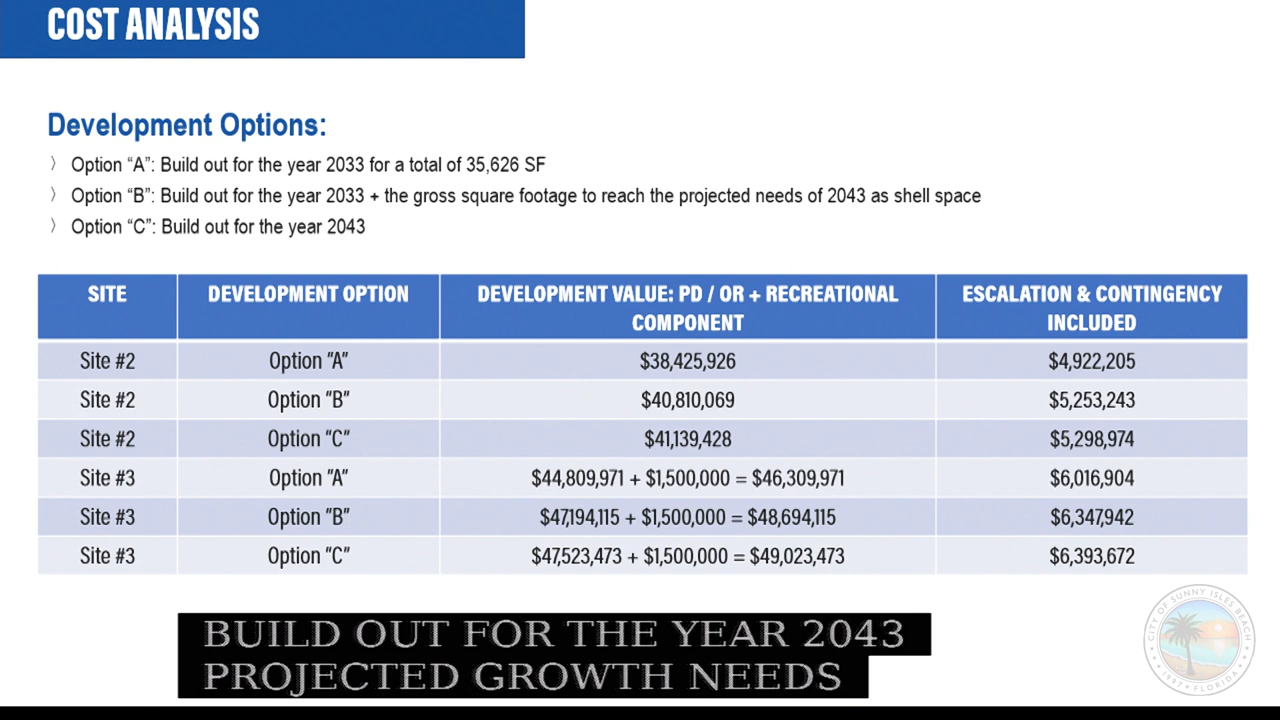 COST ANALYSIS
Development Options:
〉 Option “A”: Build out for the year 2033 for a total of 35,626 SF
〉 Option “B”: Build out for the year 2033 + the gross square footage to reach the projected needs of 2043 as shell space
〉 Option “C”: Build out for the year 2043
SITE DEVELOPMENT OPTION DEVELOPMENT VALUE: PD / OR + RECREATIONAL COMPONENT ESCALATION & CONTINGENCY INCLUDED
Site #2 Option "A" $38,425,926 $4,922,205
Site #2 Option "B" $40,810,069 $5,253,243
Site #2 Option "C" $41,139,428 $5,298,974
Site #3 Option "A" $44,809,971 + $1,500,000 = $46,309,971 $6,016,904
Site #3 Option "B" $47,194,115 + $1,500,000 = $48,694,115 $6,347,942
Site #3 Option "C" $47,523,473 + $1,500,000 = $49,023,473 $6,393,672
BUILD OUT FOR THE YEAR 2043
PROJECTED GROWTH NEEDS
CITY OF SUNNY ISLES BEACH
1997 • FLORIDA